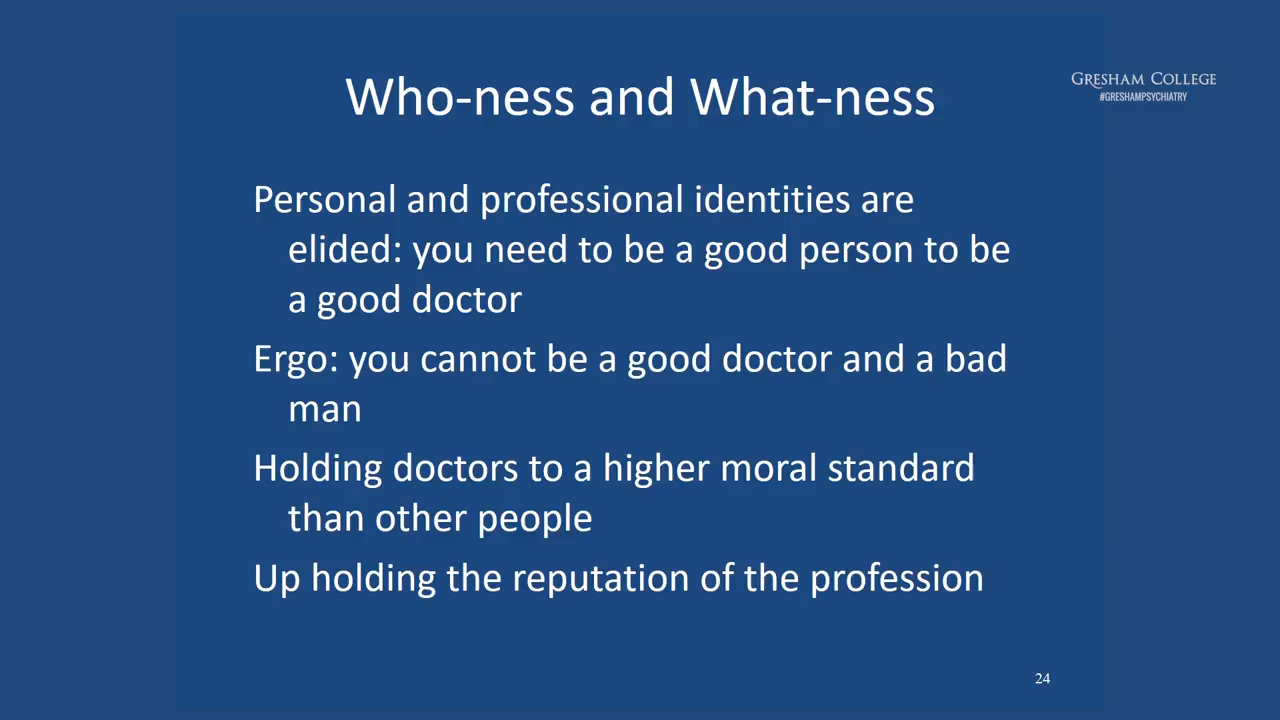 Who-ness and What-ness
GRESHAM COLLEGE
#GRESHAMPSYCHIATRY
Personal and professional identities are
elided: you need to be a good person to be
a good doctor
Ergo: you cannot be a good doctor and a bad
man
Holding doctors to a higher moral standard
than other people
Up holding the reputation of the profession
24